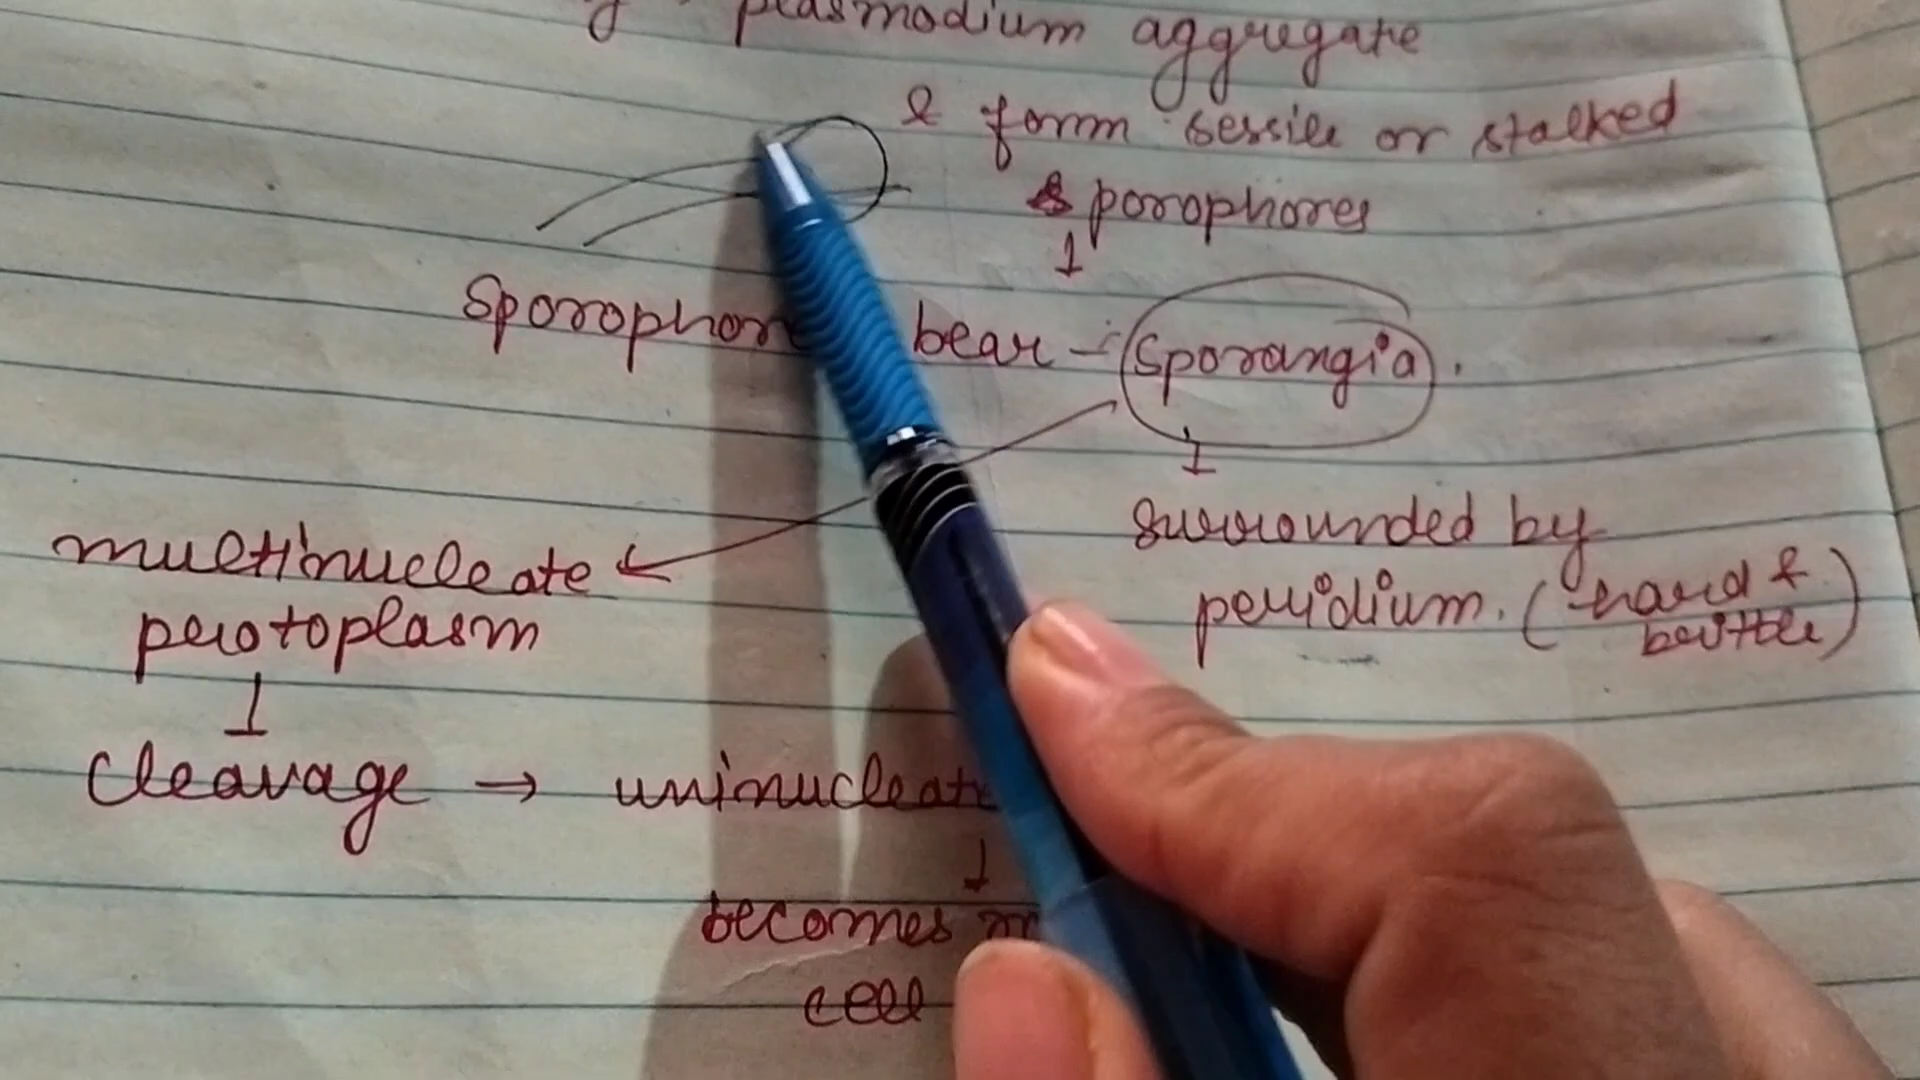 plasmodium aggregate
& form sessile or stalked
sporophores
Sporophore bear - Sporangia.
surrounded by
peridium. (hard & brittle)
multinucleate
protoplasm
Cleavage → uninucleate
becomes
cell